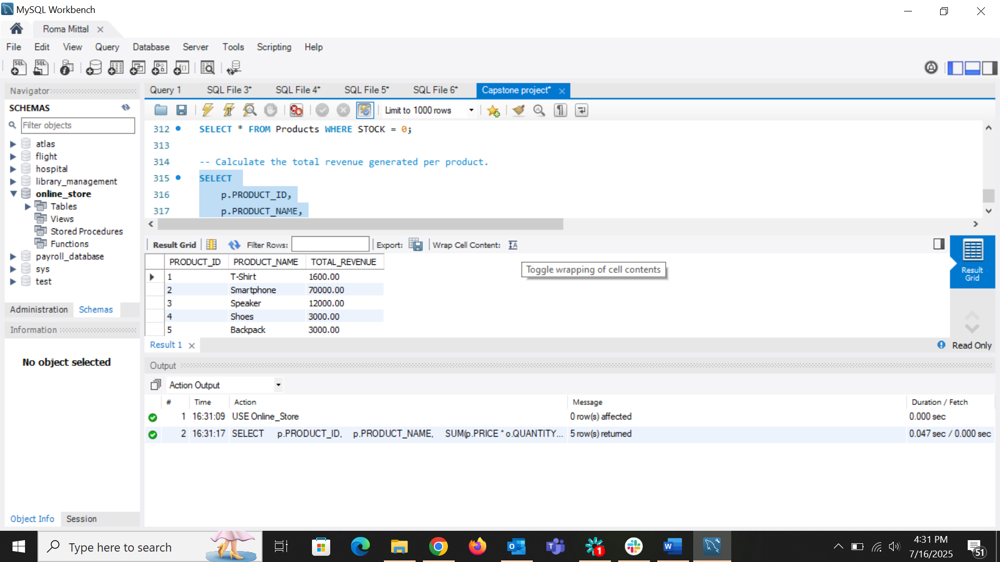 MySQL Workbench
Roma Mittal
File Edit View Query Database Server Tools Scripting Help
Navigator
SCHEMAS
Filter objects
atlas
flight
hospital
library_management
online_store
Tables
Views
Stored Procedures
Functions
payroll_database
sys
test
Administration Schemas
Information
No object selected
Object Info Session
Query 1 SQL File 3* SQL File 4* SQL File 5* SQL File 6* Capstone project*
Limit to 1000 rows
312 SELECT * FROM Products WHERE STOCK = 0;
313
314 -- Calculate the total revenue generated per product.
315 SELECT
316 p.PRODUCT_ID,
317 p.PRODUCT_NAME,
Result Grid Filter Rows: Export: Wrap Cell Content:
PRODUCT_ID PRODUCT_NAME TOTAL_REVENUE
1 T-Shirt 1600.00
2 Smartphone 70000.00
3 Speaker 12000.00
4 Shoes 3000.00
5 Backpack 3000.00
Toggle wrapping of cell contents
Result Grid
Result 1
Read Only
Output
Action Output
# Time Action Message Duration / Fetch
1 16:31:09 USE Online_Store 0 row(s) affected 0.000 sec
2 16:31:17 SELECT p.PRODUCT_ID, p.PRODUCT_NAME, SUM(p.PRICE * o.QUANTITY... 5 row(s) returned 0.047 sec / 0.000 sec
Type here to search
1
4:31 PM
7/16/2025
51